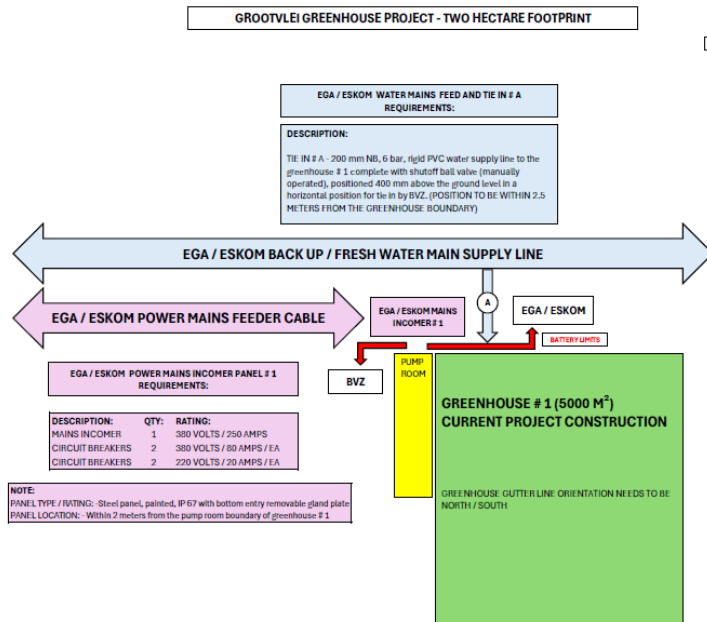 GROOTVLEI GREENHOUSE PROJECT - TWO HECTARE FOOTPRINT
EGA / ESKOM WATER MAINS FEED AND TIE IN # A
REQUIREMENTS:
DESCRIPTION:
TIE IN # A - 200 mm NB, 6 bar, rigid PVC water supply line to the
greenhouse # 1 complete with shutoff ball valve (manually
operated), positioned 400 mm above the ground level in a
horizontal position for tie in by BVZ. (POSITION TO BE WITHIN 2.5
METERS FROM THE GREENHOUSE BOUNDARY)
EGA / ESKOM BACK UP / FRESH WATER MAIN SUPPLY LINE
EGA / ESKOM POWER MAINS FEEDER CABLE
EGA / ESKOM MAINS
INCOMER # 1
A
EGA / ESKOM
BATTERY LIMITS
BVZ
PUMP
ROOM
EGA / ESKOM POWER MAINS INCOMER PANEL # 1
REQUIREMENTS:
DESCRIPTION: QTY: RATING:
MAINS INCOMER 1 380 VOLTS / 250 AMPS
CIRCUIT BREAKERS 2 380 VOLTS / 80 AMPS / EA
CIRCUIT BREAKERS 2 220 VOLTS / 20 AMPS / EA
NOTE:
PANEL TYPE / RATING: -Steel panel, painted, IP 67 with bottom entry removable gland plate
PANEL LOCATION: - Within 2 meters from the pump room boundary of greenhouse # 1
GREENHOUSE # 1 (5000 M²)
CURRENT PROJECT CONSTRUCTION
GREENHOUSE GUTTER LINE ORIENTATION NEEDS TO BE
NORTH / SOUTH